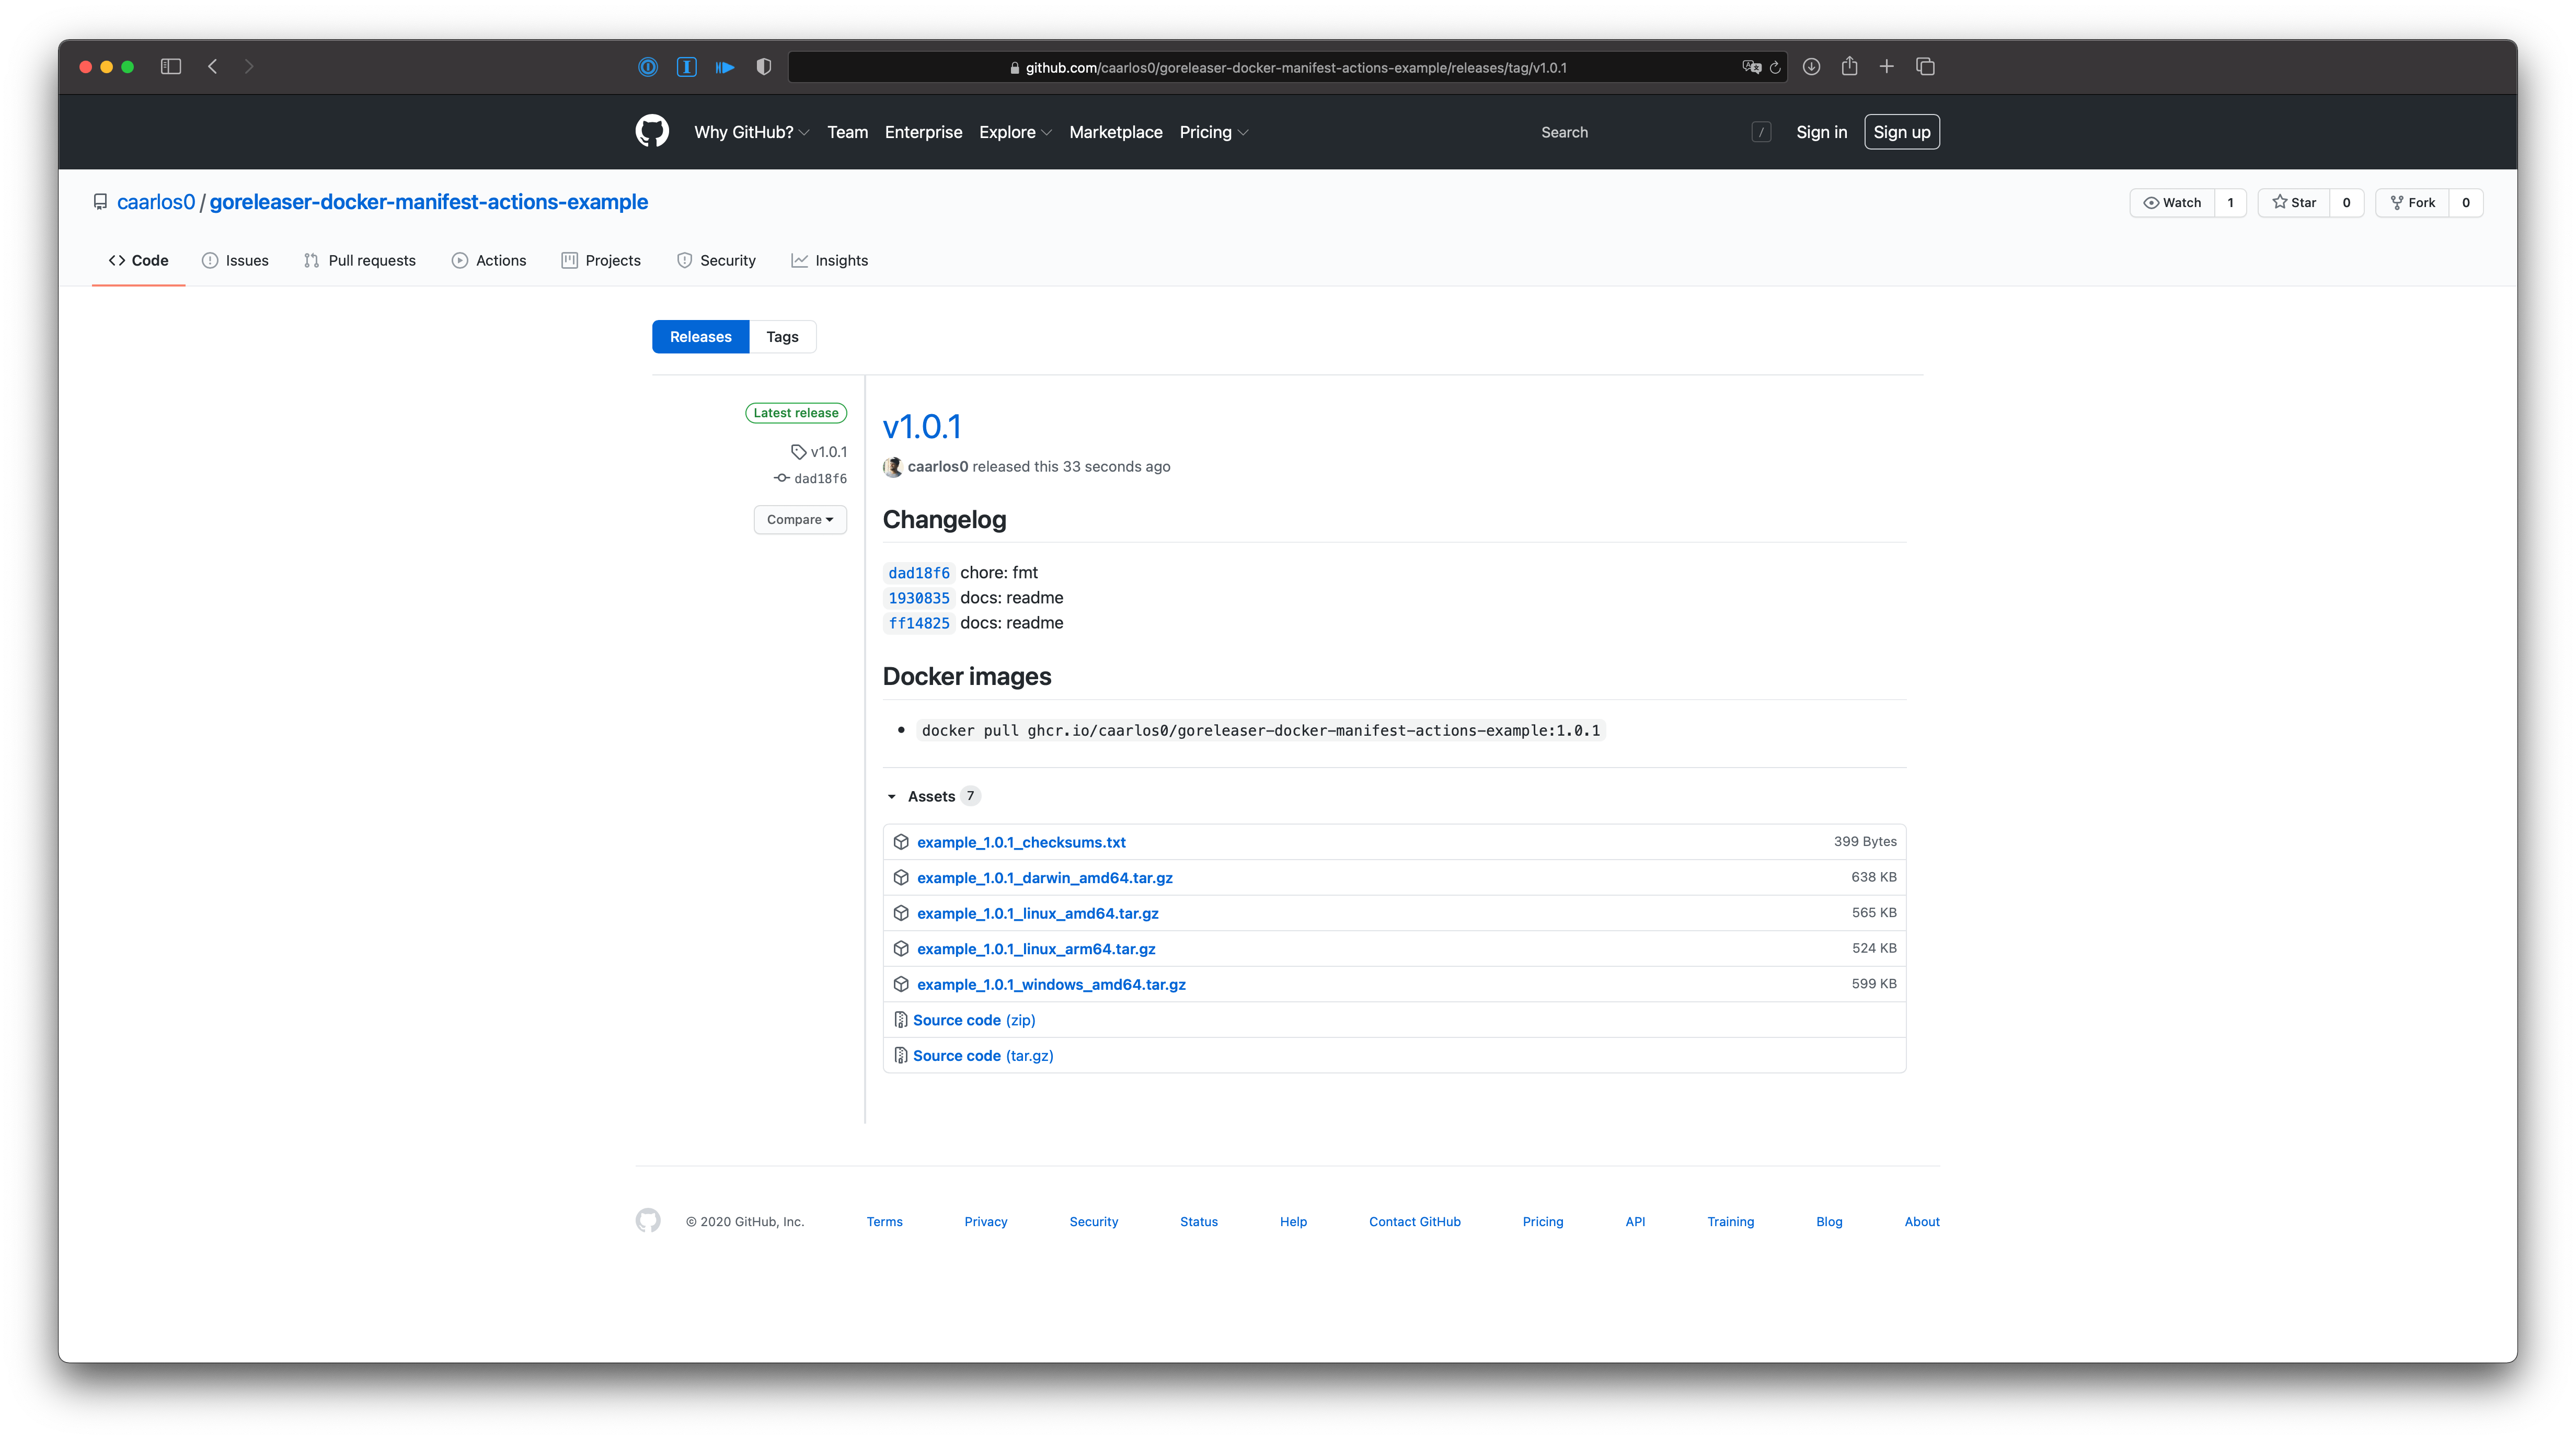 github.com/caarlos0/goreleaser-docker-manifest-actions-example/releases/tag/v1.0.1
Why GitHub? Team Enterprise Explore Marketplace Pricing Search / Sign in Sign up
caarlos0 / goreleaser-docker-manifest-actions-example Watch 1 Star 0 Fork 0
Code Issues Pull requests Actions Projects Security Insights
Releases Tags
Latest release
v1.0.1
dad18f6
Compare
v1.0.1
caarlos0 released this 33 seconds ago
Changelog
dad18f6 chore: fmt
1930835 docs: readme
ff14825 docs: readme
Docker images
• docker pull ghcr.io/caarlos0/goreleaser-docker-manifest-actions-example:1.0.1
Assets 7
example_1.0.1_checksums.txt 399 Bytes
example_1.0.1_darwin_amd64.tar.gz 638 KB
example_1.0.1_linux_amd64.tar.gz 565 KB
example_1.0.1_linux_arm64.tar.gz 524 KB
example_1.0.1_windows_amd64.tar.gz 599 KB
Source code (zip)
Source code (tar.gz)
© 2020 GitHub, Inc. Terms Privacy Security Status Help Contact GitHub Pricing API Training Blog About